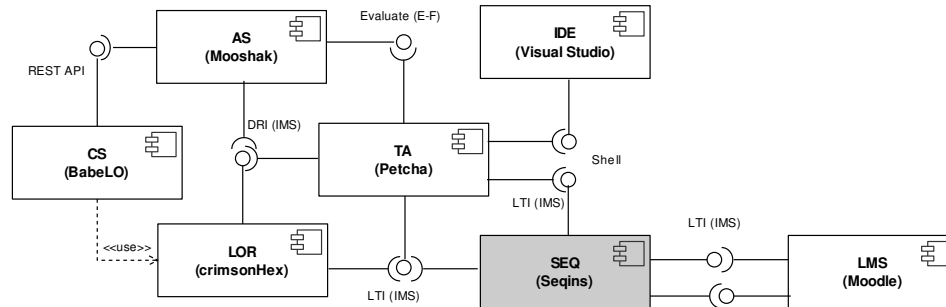 Evaluate (E-F)
AS
(Mooshak)
IDE
(Visual Studio)
REST API
DRI (IMS)
CS
(BabeLO)
TA
(Petcha)
Shell
LTI (IMS)
LTI (IMS)
<<use>>
LOR
(crimsonHex)
SEQ
(Seqins)
LMS
(Moodle)
LTI (IMS)